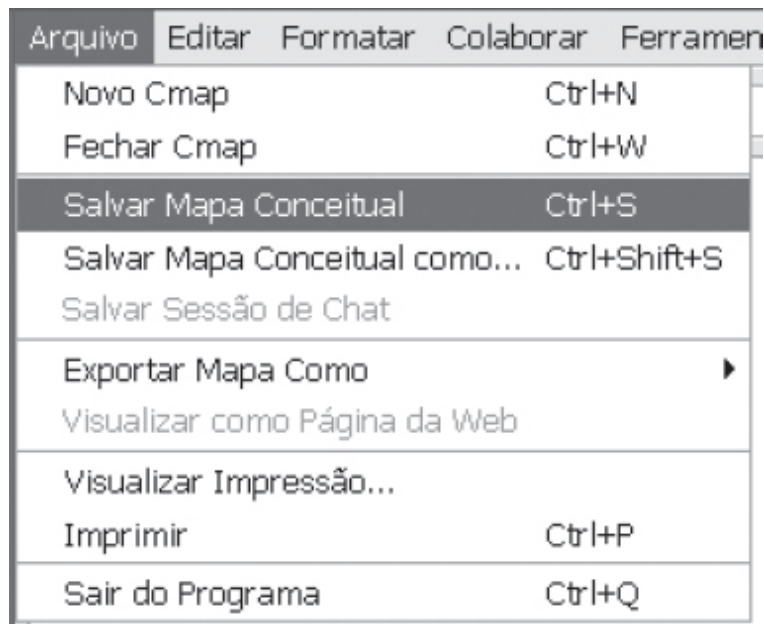 Arquivo Editar Formatar Colaborar Ferramen
Novo Cmap Ctrl+N
Fechar Cmap Ctrl+W
Salvar Mapa Conceitual Ctrl+S
Salvar Mapa Conceitual como... Ctrl+Shift+S
Salvar Sessão de Chat
Exportar Mapa Como
Visualizar como Página da Web
Visualizar Impressão...
Imprimir Ctrl+P
Sair do Programa Ctrl+Q